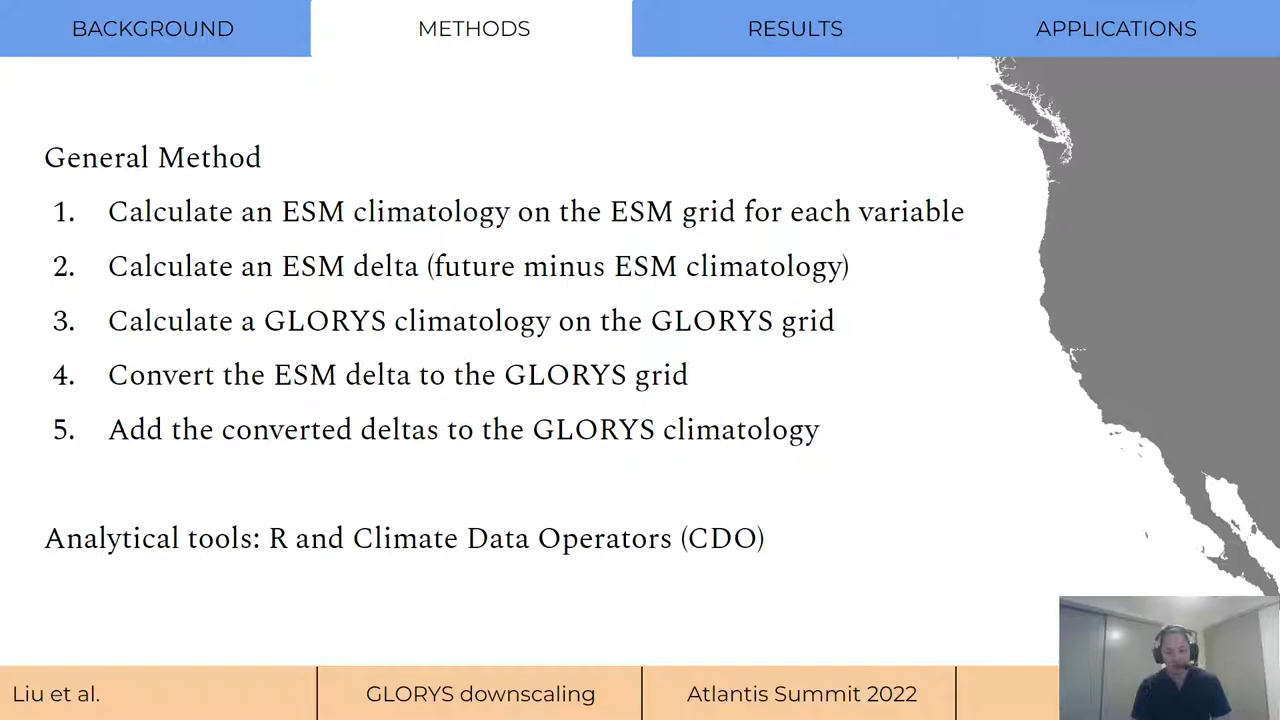 BACKGROUND METHODS RESULTS APPLICATIONS
General Method
1. Calculate an ESM climatology on the ESM grid for each variable
2. Calculate an ESM delta (future minus ESM climatology)
3. Calculate a GLORYS climatology on the GLORYS grid
4. Convert the ESM delta to the GLORYS grid
5. Add the converted deltas to the GLORYS climatology
Analytical tools: R and Climate Data Operators (CDO)
Liu et al. GLORYS downscaling Atlantis Summit 2022